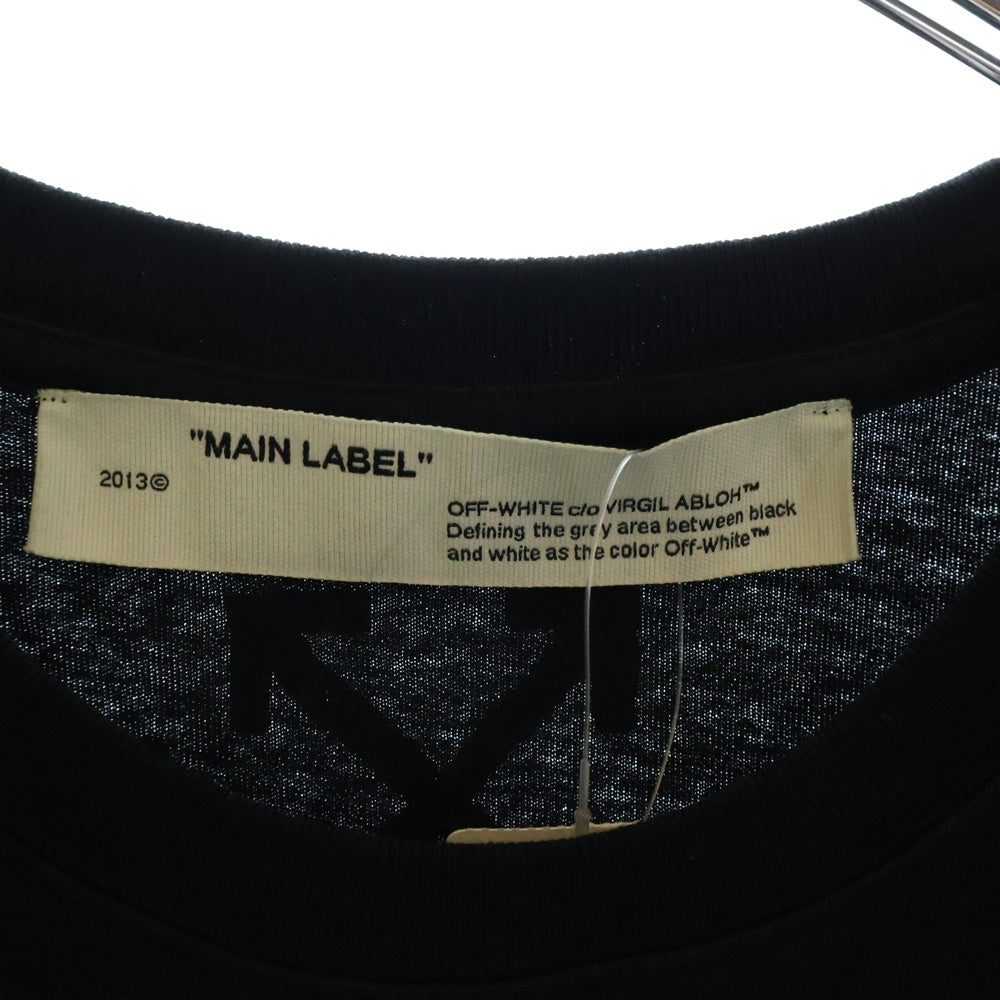 "MAIN LABEL"
2013©
OFF-WHITE c/o VIRGIL ABLOH™
Defining the grey area between black
and white as the color Off-White™